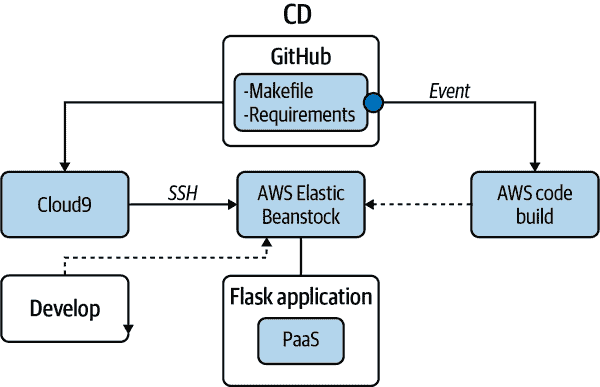 CD
GitHub
-Makefile
-Requirements
Event
Cloud9
SSH
AWS Elastic
Beanstock
AWS code
build
Develop
Flask application
PaaS